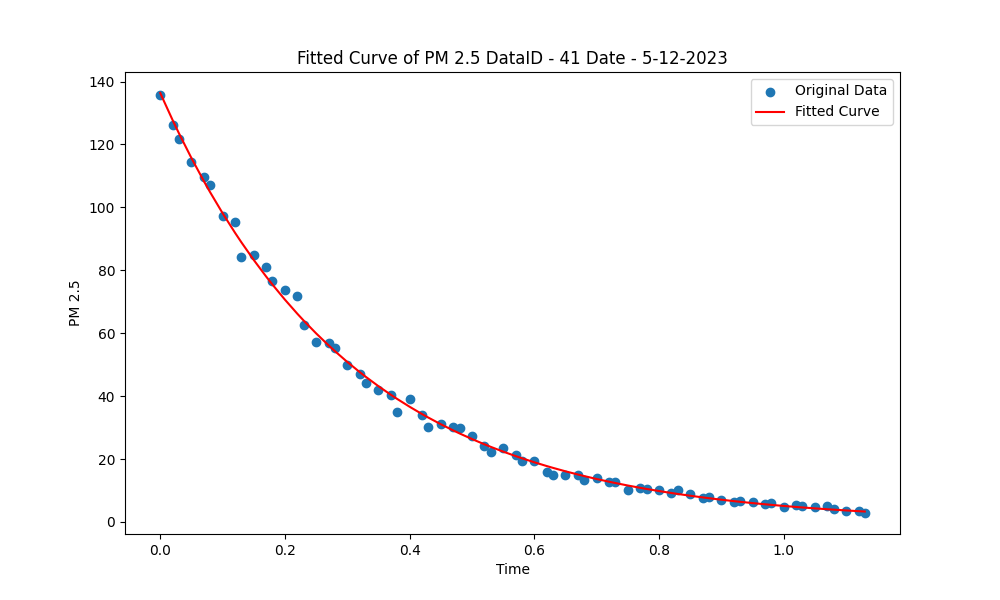 Fitted Curve of PM 2.5 DataID - 41 Date - 5-12-2023
Original Data
Fitted Curve
140
120
100
80
60
40
20
0
PM 2.5
0.0 0.2 0.4 0.6 0.8 1.0
Time